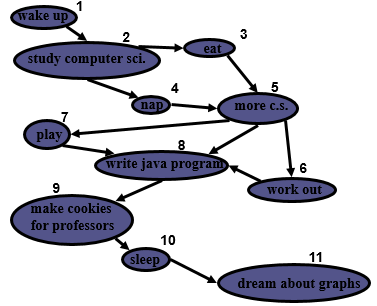 wake up 1
study computer sci. 2
eat 3
nap 4
more c.s. 5
play 7
write java program 8
work out 6
make cookies 9
for professors
sleep 10
dream about graphs 11